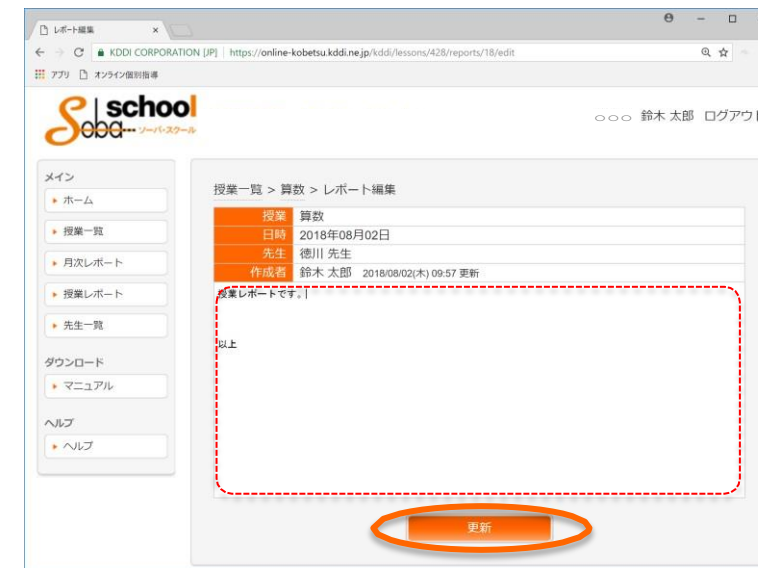 レポート編集
KDDI CORPORATION [JP] | https://online-kobetsu.kddi.ne.jp/kddi/lessons/428/reports/18/edit
アプリ オンライン個別指導
Soba school
ソーバ・スクール
○○○ 鈴木 太郎 ログアウト
メイン
ホーム
授業一覧
月次レポート
授業レポート
先生一覧
ダウンロード
マニュアル
ヘルプ
ヘルプ
授業一覧 > 算数 > レポート編集
授業 算数
日時 2018年08月02日
先生 徳川 先生
作成者 鈴木 太郎 2018/08/02(木) 09:57 更新
授業レポートです。
以上
更新